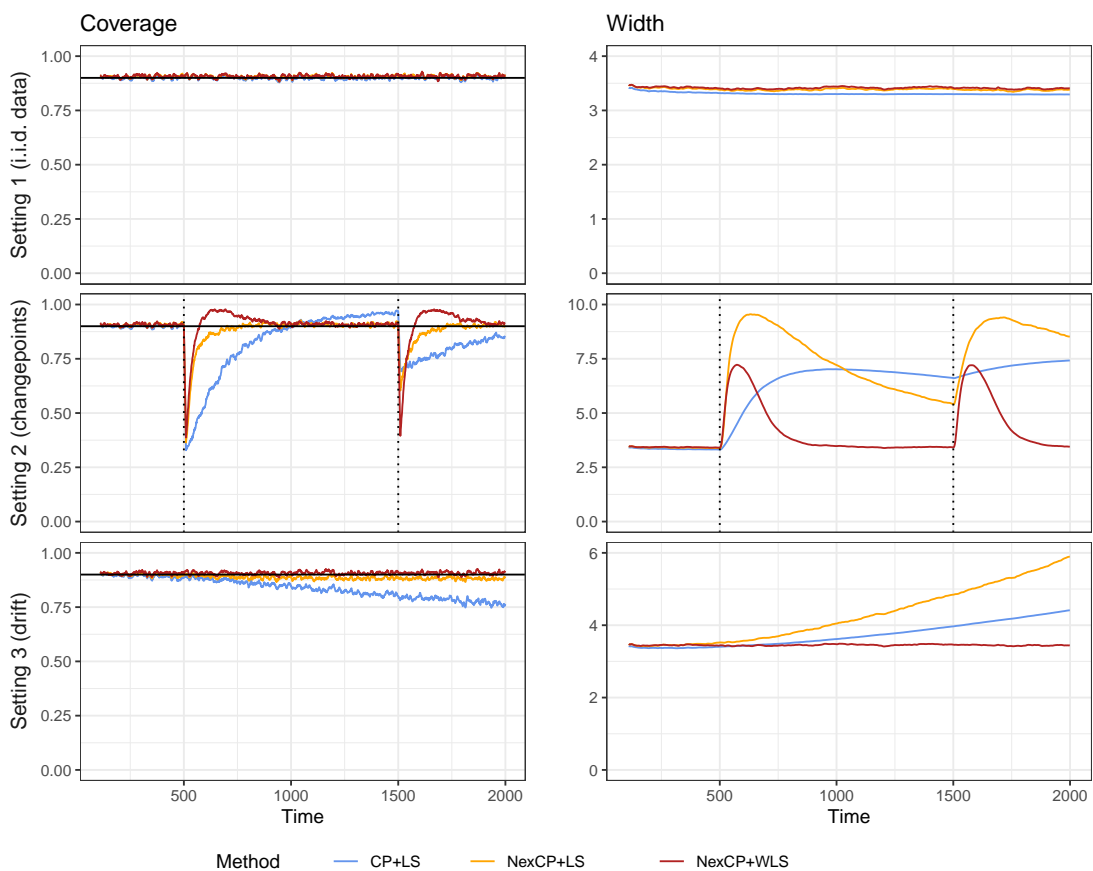 Coverage
Width
Setting 1 (i.i.d. data)
1.00
0.75
0.50
0.25
0.00
4
3
2
1
0
Setting 2 (changepoints)
1.00
0.75
0.50
0.25
0.00
10.0
7.5
5.0
2.5
0.0
Setting 3 (drift)
1.00
0.75
0.50
0.25
0.00
6
4
2
0
500 1000 1500 2000
500 1000 1500 2000
Time
Time
Method CP+LS NexCP+LS NexCP+WLS